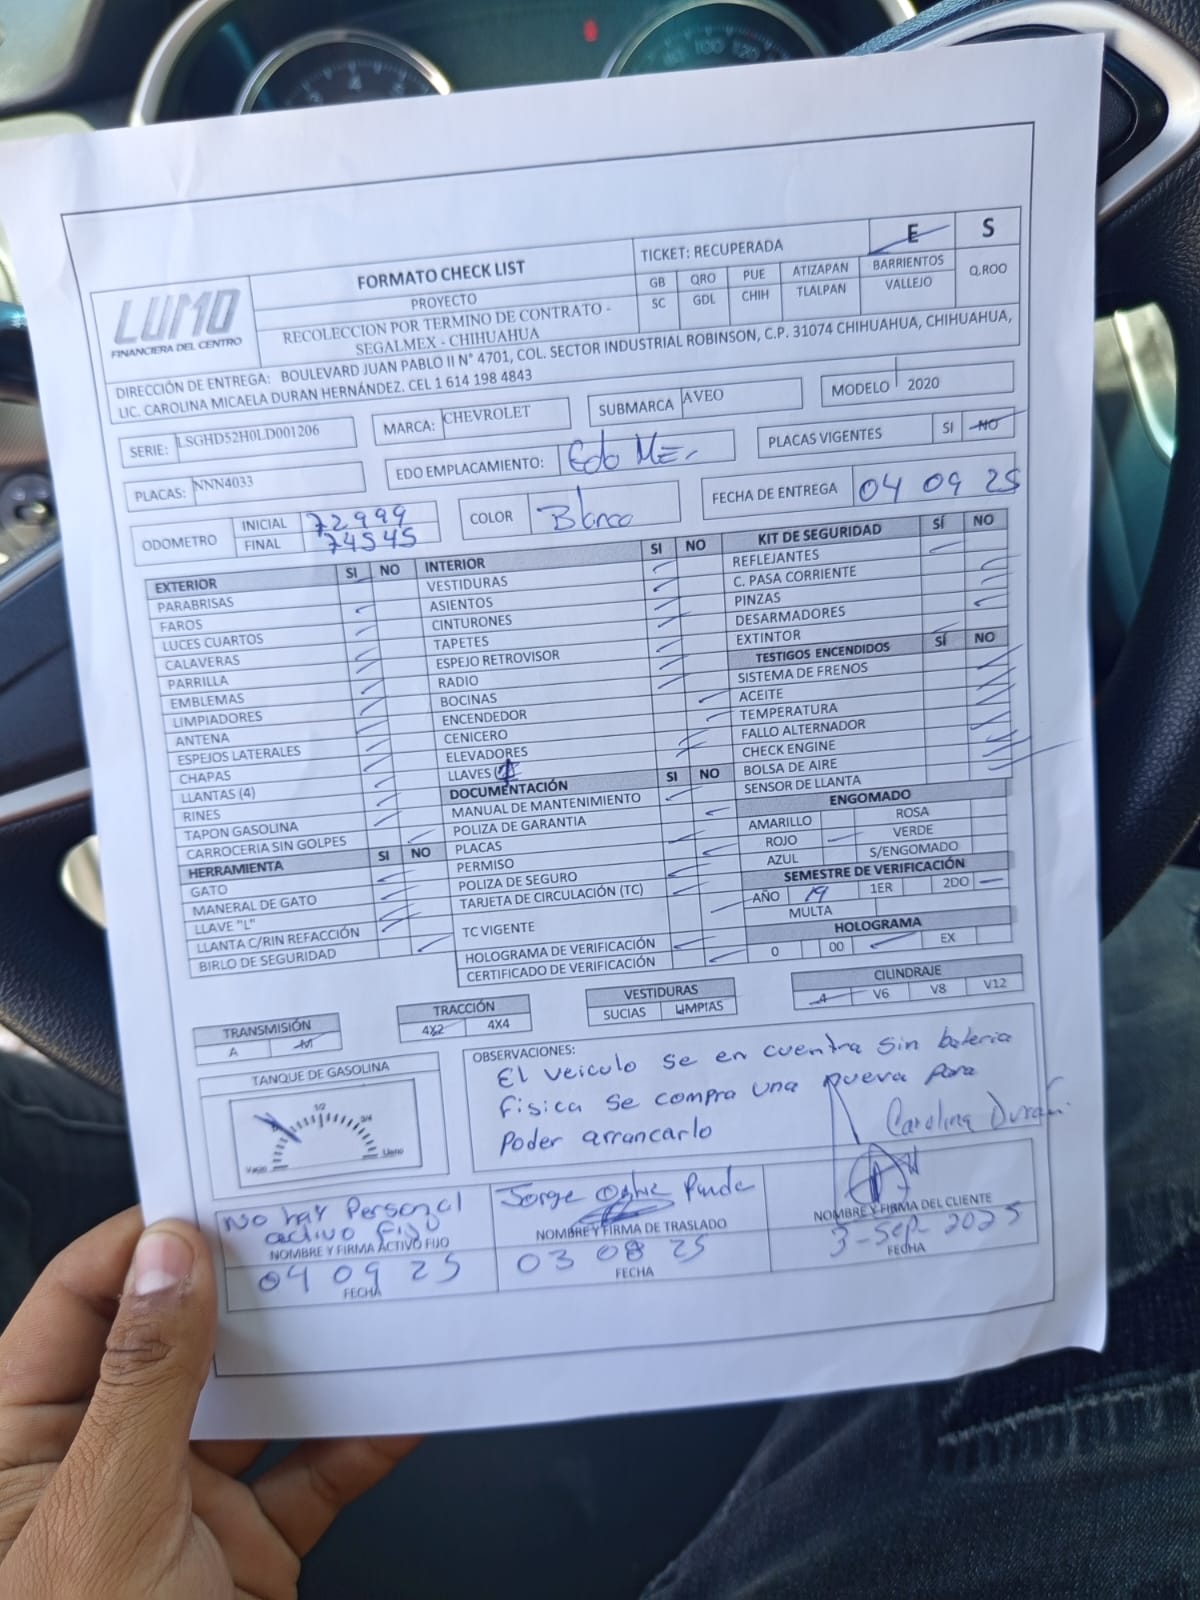 LUMO
FINANCIERA DEL CENTRO
FORMATO CHECK LIST
PROYECTO
RECOLECCION POR TERMINO DE CONTRATO -
SEGALMEX - CHIHUAHUA
TICKET: RECUPERADA
E
S
GB QRO PUE ATIZAPAN BARRIENTOS
SC GDL CHIH TLALPAN VALLEJO
Q.ROO
DIRECCIÓN DE ENTREGA: BOULEVARD JUAN PABLO II N° 4701, COL. SECTOR INDUSTRIAL ROBINSON, C.P. 31074 CHIHUAHUA, CHIHUAHUA,
LIC. CAROLINA MICAELA DURAN HERNÁNDEZ. CEL 1 614 198 4843
SERIE: LSGHD52H0LD001206
MARCA: CHEVROLET
SUBMARCA AVEO
MODELO 2020
PLACAS: NNN4033
EDO EMPLACAMIENTO: Edo Mex
PLACAS VIGENTES SI NO
ODOMETRO
INICIAL 72999
FINAL 74545
COLOR Blanco
FECHA DE ENTREGA 04 09 25
EXTERIOR SI NO
PARABRISAS
FAROS
LUCES CUARTOS
CALAVERAS
PARRILLA
EMBLEMAS
LIMPIADORES
ANTENA
ESPEJOS LATERALES
CHAPAS
LLANTAS (4)
RINES
TAPON GASOLINA
CARROCERIA SIN GOLPES
HERRAMIENTA SI NO
GATO
MANERAL DE GATO
LLAVE "L"
LLANTA C/RIN REFACCIÓN
BIRLO DE SEGURIDAD
INTERIOR SI NO
VESTIDURAS
ASIENTOS
CINTURONES
TAPETES
ESPEJO RETROVISOR
RADIO
BOCINAS
ENCENDEDOR
CENICERO
ELEVADORES
LLAVES (1)
DOCUMENTACIÓN SI NO
MANUAL DE MANTENIMIENTO
POLIZA DE GARANTIA
PLACAS
PERMISO
POLIZA DE SEGURO
TARJETA DE CIRCULACIÓN (TC)
TC VIGENTE
HOLOGRAMA DE VERIFICACIÓN
CERTIFICADO DE VERIFICACIÓN
KIT DE SEGURIDAD SÍ NO
REFLEJANTES
C. PASA CORRIENTE
PINZAS
DESARMADORES
EXTINTOR
TESTIGOS ENCENDIDOS SÍ NO
SISTEMA DE FRENOS
ACEITE
TEMPERATURA
FALLO ALTERNADOR
CHECK ENGINE
BOLSA DE AIRE
SENSOR DE LLANTA
ENGOMADO
AMARILLO ROSA
ROJO VERDE
AZUL S/ENGOMADO
SEMESTRE DE VERIFICACIÓN
AÑO 19 1ER 2DO
MULTA
HOLOGRAMA
0 00 EX
TRANSMISIÓN
A M
TRACCIÓN
4X2 4X4
VESTIDURAS
SUCIAS LIMPIAS
CILINDRAJE
4 V6 V8 V12
TANQUE DE GASOLINA
1/2
3/4
Vacio
Lleno
OBSERVACIONES:
El veiculo se en cuentra sin bateria
fisica se compra una nueva para
Poder arrancarlo
Carolina Duran
No hay Personal
activo fijo
NOMBRE Y FIRMA ACTIVO FIJO
04 09 25
FECHA
Jorge
NOMBRE Y FIRMA DE TRASLADO
03 08 25
FECHA
NOMBRE Y FIRMA DEL CLIENTE
3-Sep-2025
FECHA